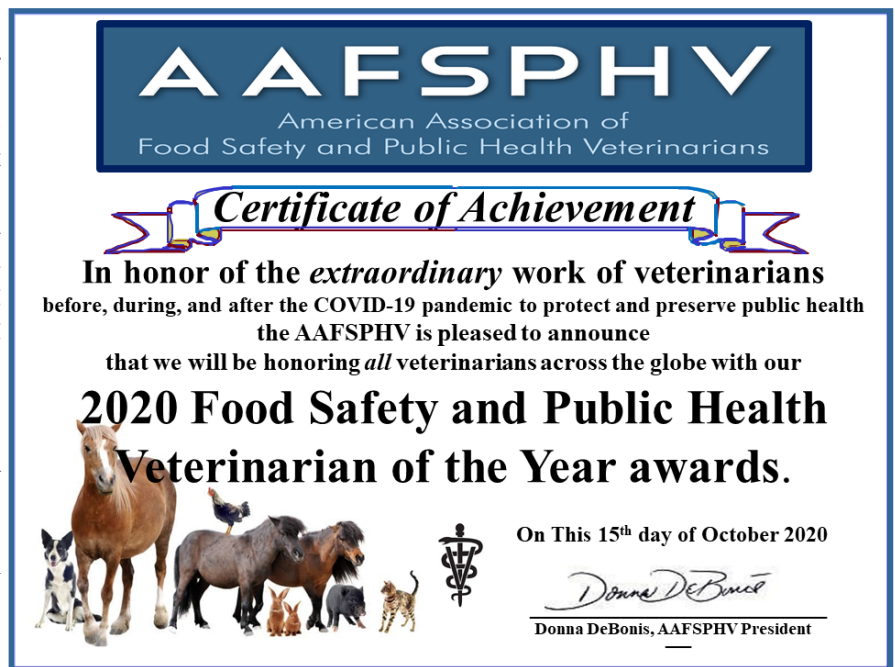 AAFSPHV
American Association of
Food Safety and Public Health Veterinarians
Certificate of Achievement
In honor of the extraordinary work of veterinarians
before, during, and after the COVID-19 pandemic to protect and preserve public health
the AAFSPHV is pleased to announce
that we will be honoring all veterinarians across the globe with our
2020 Food Safety and Public Health
Veterinarian of the Year awards.
On This 15th day of October 2020
Donna DeBonis
Donna DeBonis, AAFSPHV President